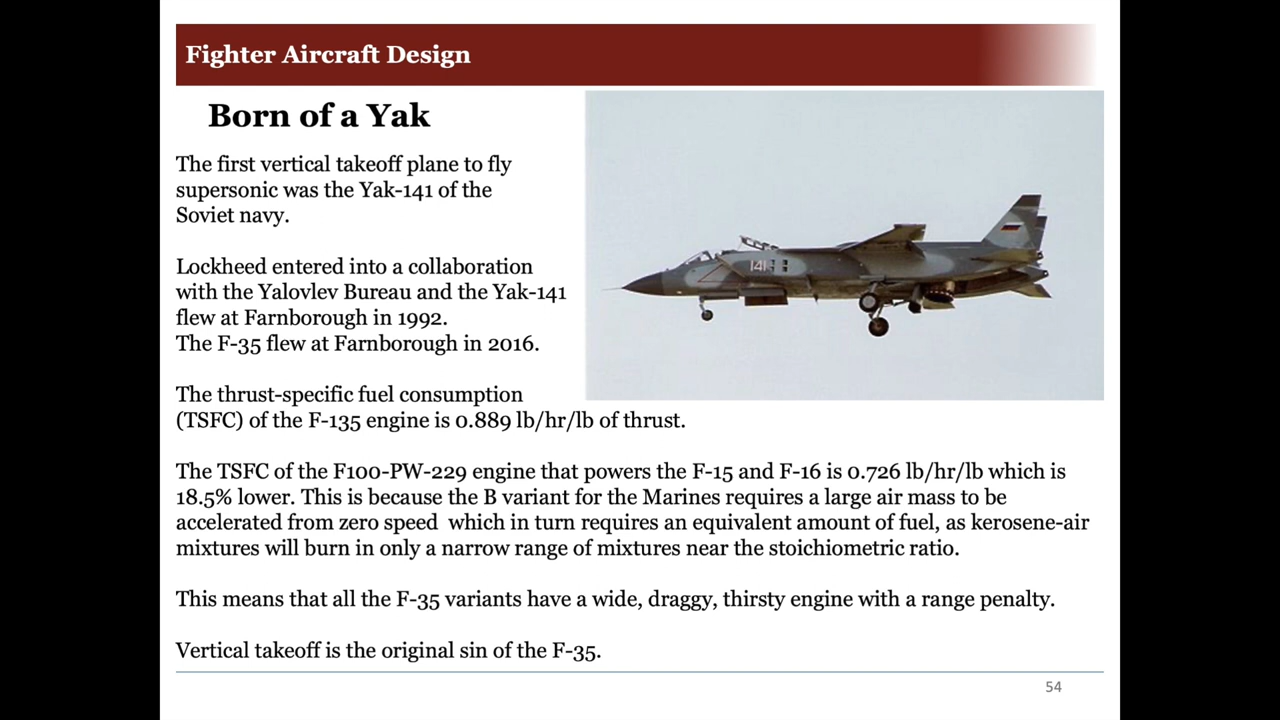 Fighter Aircraft Design
Born of a Yak
The first vertical takeoff plane to fly
supersonic was the Yak-141 of the
Soviet navy.
Lockheed entered into a collaboration
with the Yalovlev Bureau and the Yak-141
flew at Farnborough in 1992.
The F-35 flew at Farnborough in 2016.
141
The thrust-specific fuel consumption
(TSFC) of the F-135 engine is 0.889 lb/hr/lb of thrust.
The TSFC of the F100-PW-229 engine that powers the F-15 and F-16 is 0.726 lb/hr/lb which is
18.5% lower. This is because the B variant for the Marines requires a large air mass to be
accelerated from zero speed  which in turn requires an equivalent amount of fuel, as kerosene-air
mixtures will burn in only a narrow range of mixtures near the stoichiometric ratio.
This means that all the F-35 variants have a wide, draggy, thirsty engine with a range penalty.
Vertical takeoff is the original sin of the F-35.
54